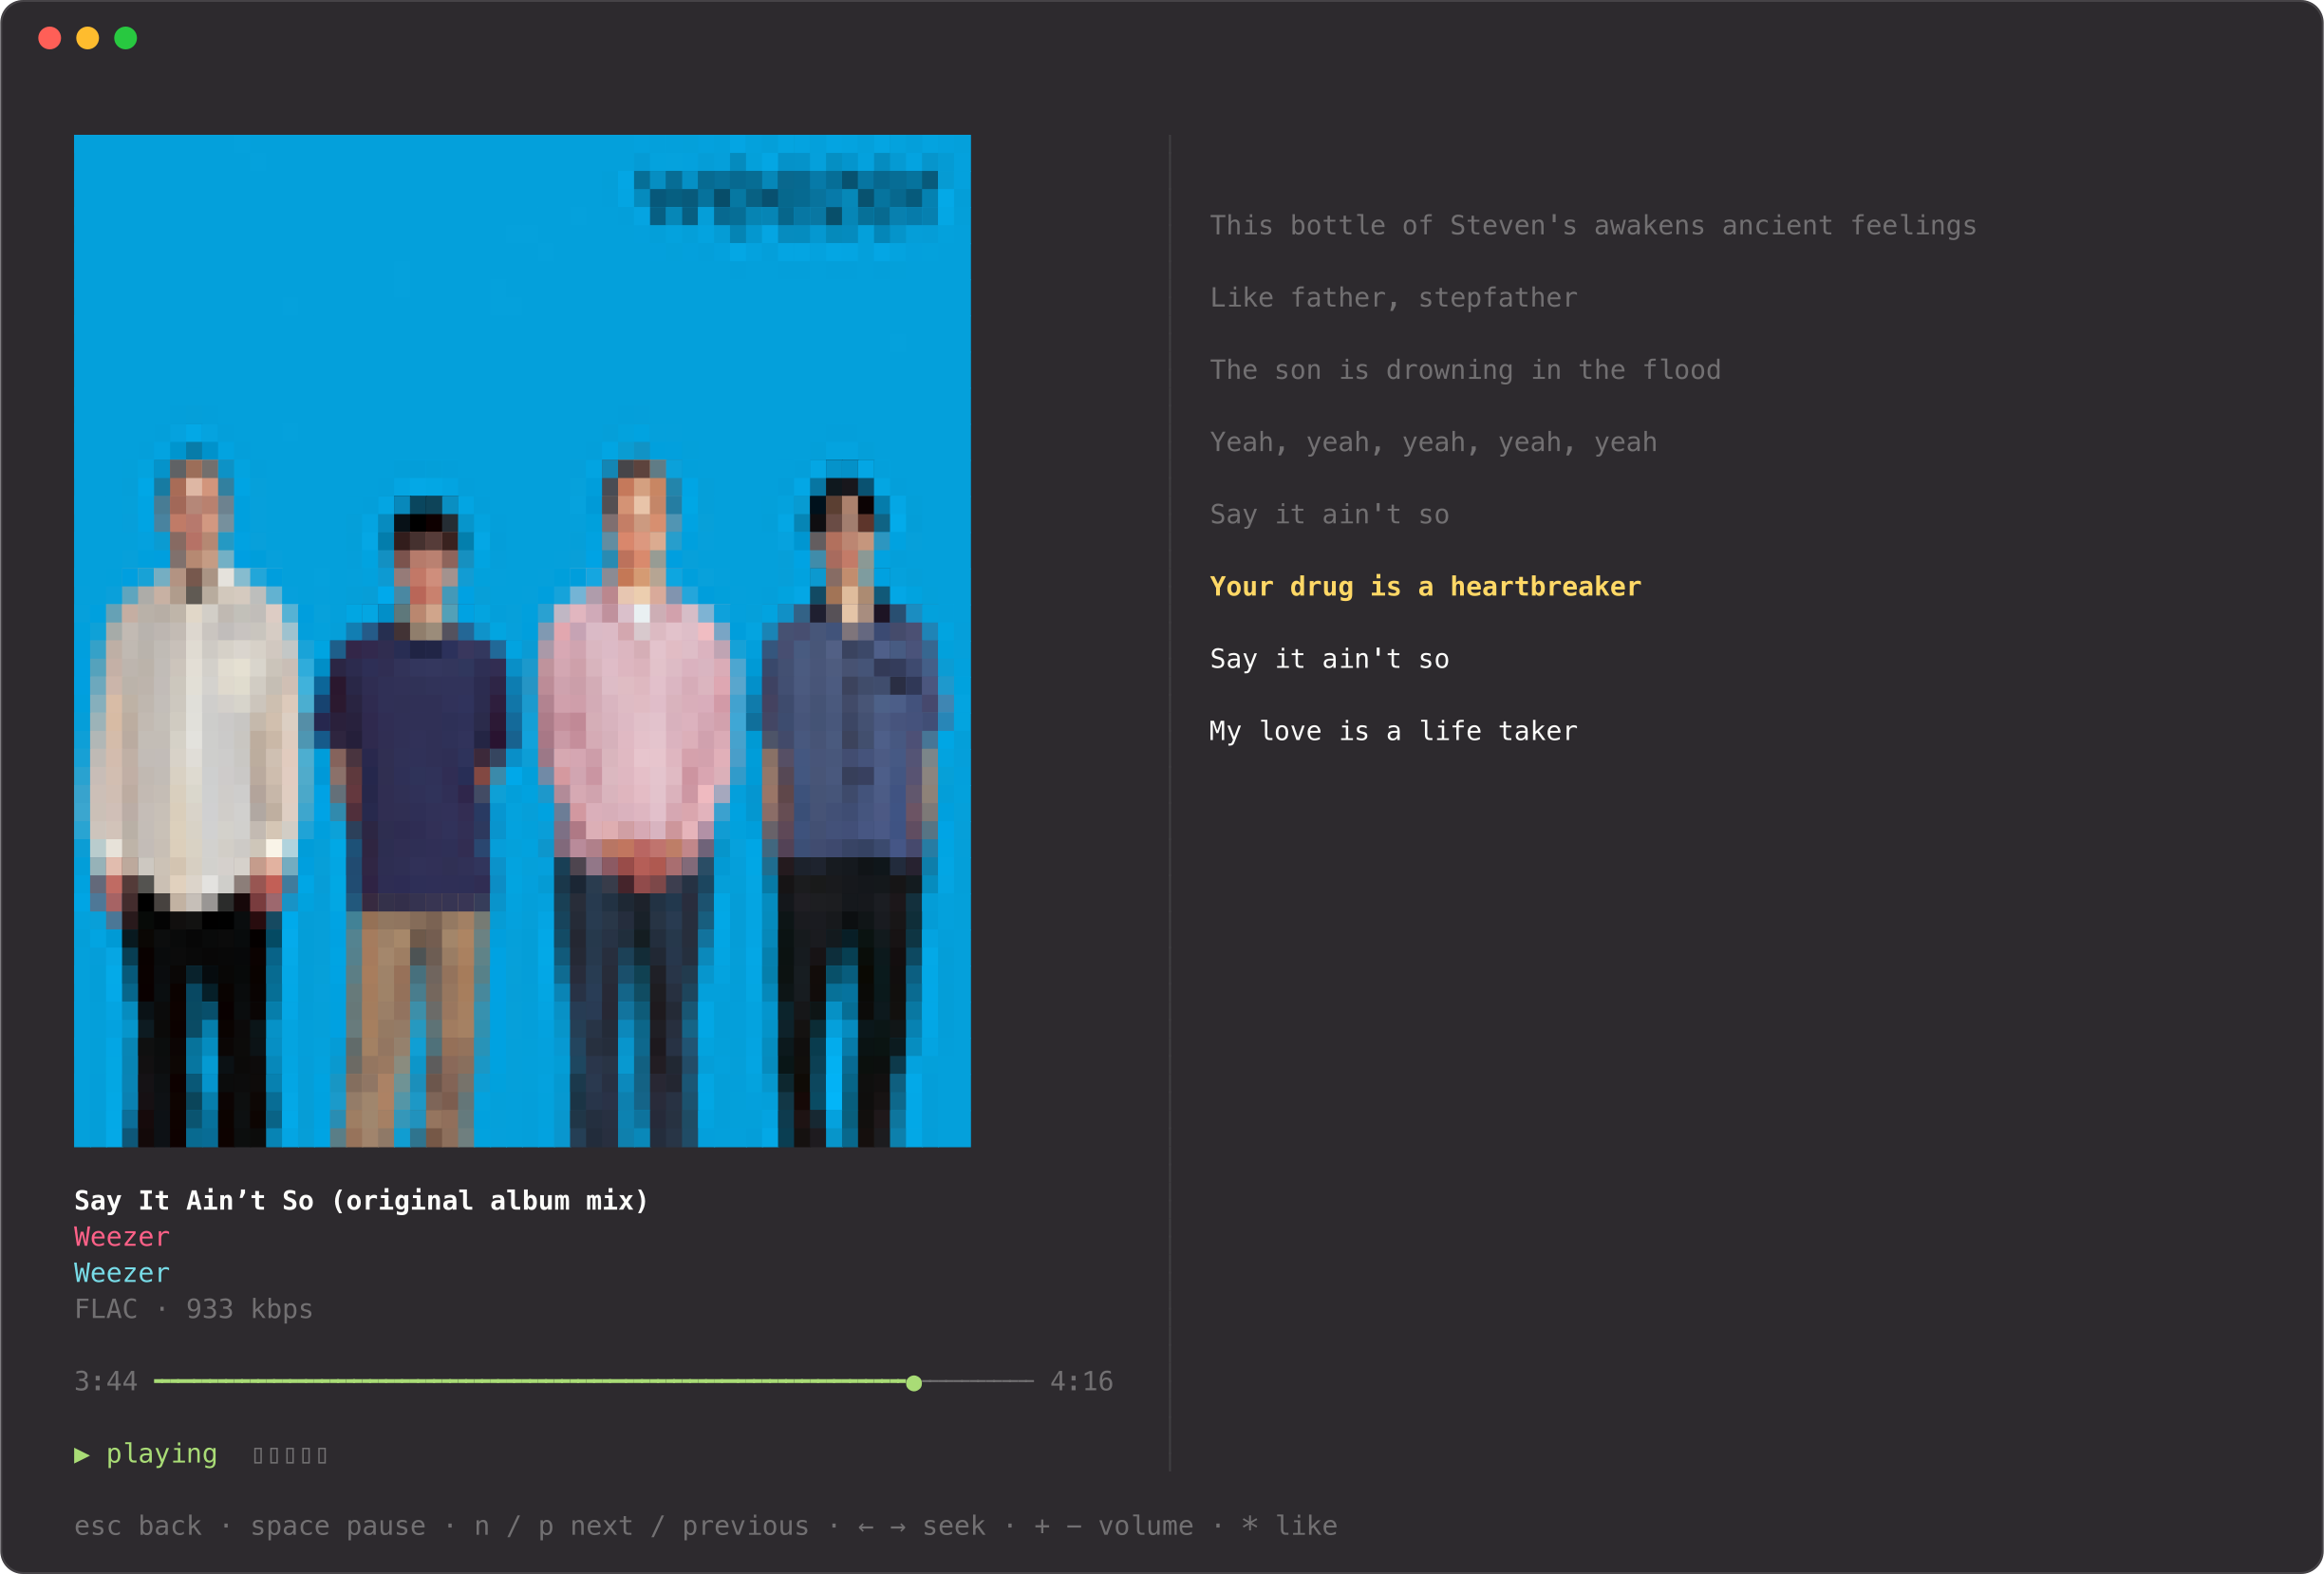 This bottle of Steven's awakens ancient feelings
Like father, stepfather
The son is drowning in the flood
Yeah, yeah, yeah, yeah, yeah
Say it ain't so
Your drug is a heartbreaker
Say it ain't so
My love is a life taker
Say It Ain’t So (original album mix)
Weezer
Weezer
FLAC · 933 kbps
3:44 4:16
▶ playing ▯▯▯▯▯
esc back · space pause · n / p next / previous · ← → seek · + − volume · * like